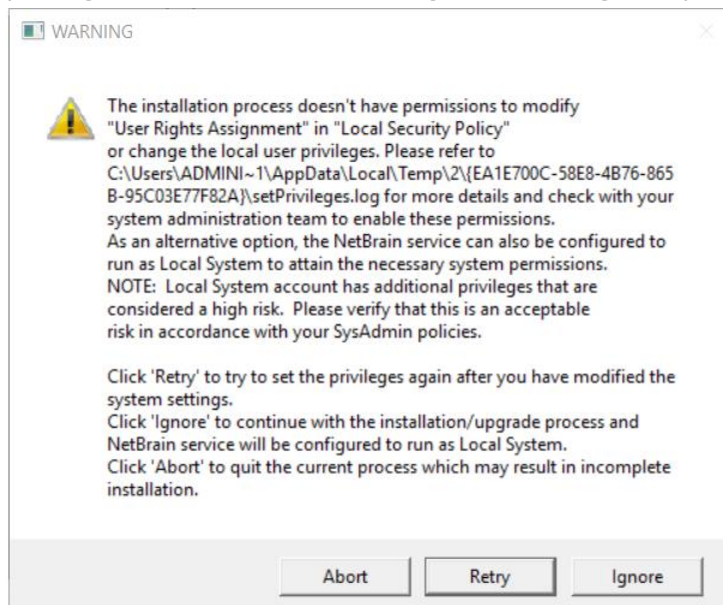 WARNING
The installation process doesn't have permissions to modify
"User Rights Assignment" in "Local Security Policy"
or change the local user privileges. Please refer to
C:\Users\ADMINI~1\AppData\Local\Temp\2\{EA1E700C-
58E8-4B76-865
B-95C03E77F82A}\setPrivileges.log for more details and check with your
system administration team to enable these permissions.
As an alternative option, the NetBrain service can also be configured to
run as Local System to attain the necessary system permissions.
NOTE:  Local System account has additional privileges that are
considered a high risk.  Please verify that this is an acceptable
risk in accordance with your SysAdmin policies.
Click 'Retry' to try to set the privileges again after you have modified the
system settings.
Click 'Ignore' to continue with the installation/upgrade process and
NetBrain service will be configured to run as Local System.
Click 'Abort' to quit the current process which may result in incomplete
installation.
Abort
Retry
Ignore